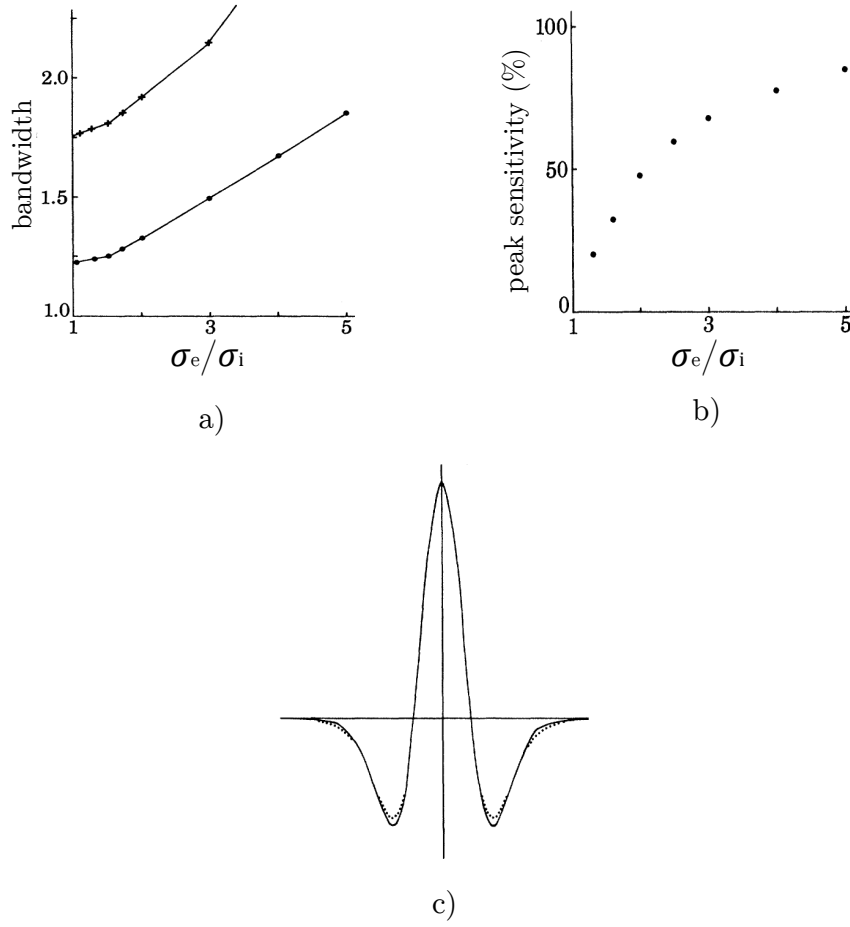 bandwidth
2.0
1.5
1.0
1
3
5
σe/σi
a)
peak sensitivity (%)
100
50
0
1
3
5
σe/σi
b)
c)